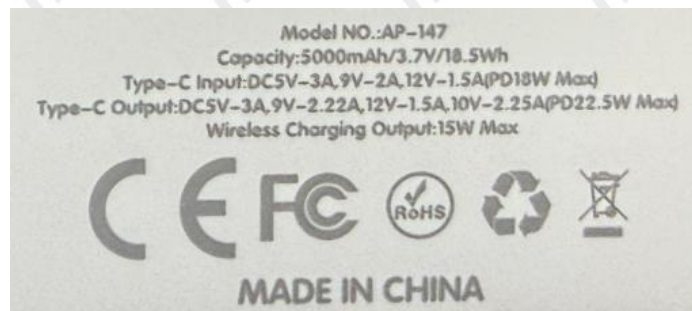 Model NO.:AP-147
Capacity:5000mAh/3.7V/18.5Wh
Type-C Input:DC5V-3A,9V-2A,12V-1.5A(PD18W Max)
Type-C Output:DC5V-3A,9V-2.22A,12V-1.5A,10V-2.25A(PD22.5W Max)
Wireless Charging Output:15W Max
CE FC RoHS
MADE IN CHINA